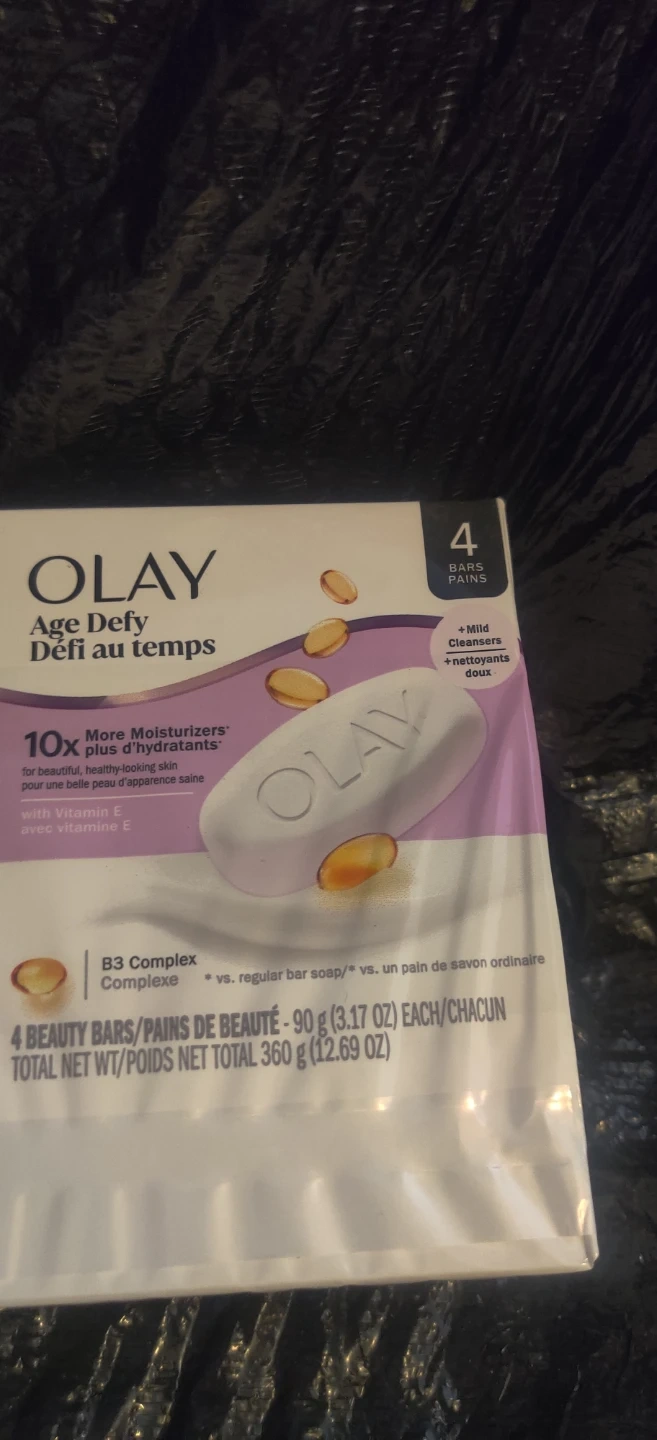 4
BARS
PAINS
OLAY
Age Defy
Défi au temps
+Mild
Cleansers
+nettoyants
doux
10x More Moisturizers*
plus d'hydratants*
for beautiful, healthy-looking skin
pour une belle peau d'apparence saine
with Vitamin E
avec vitamine E
OLAY
B3 Complex
Complexe
* vs. regular bar soap/* vs. un pain de savon ordinaire
4 BEAUTY BARS/PAINS DE BEAUTÉ - 90 g (3.17 OZ) EACH/CHACUN
TOTAL NET WT/POIDS NET TOTAL 360 g (12.69 OZ)